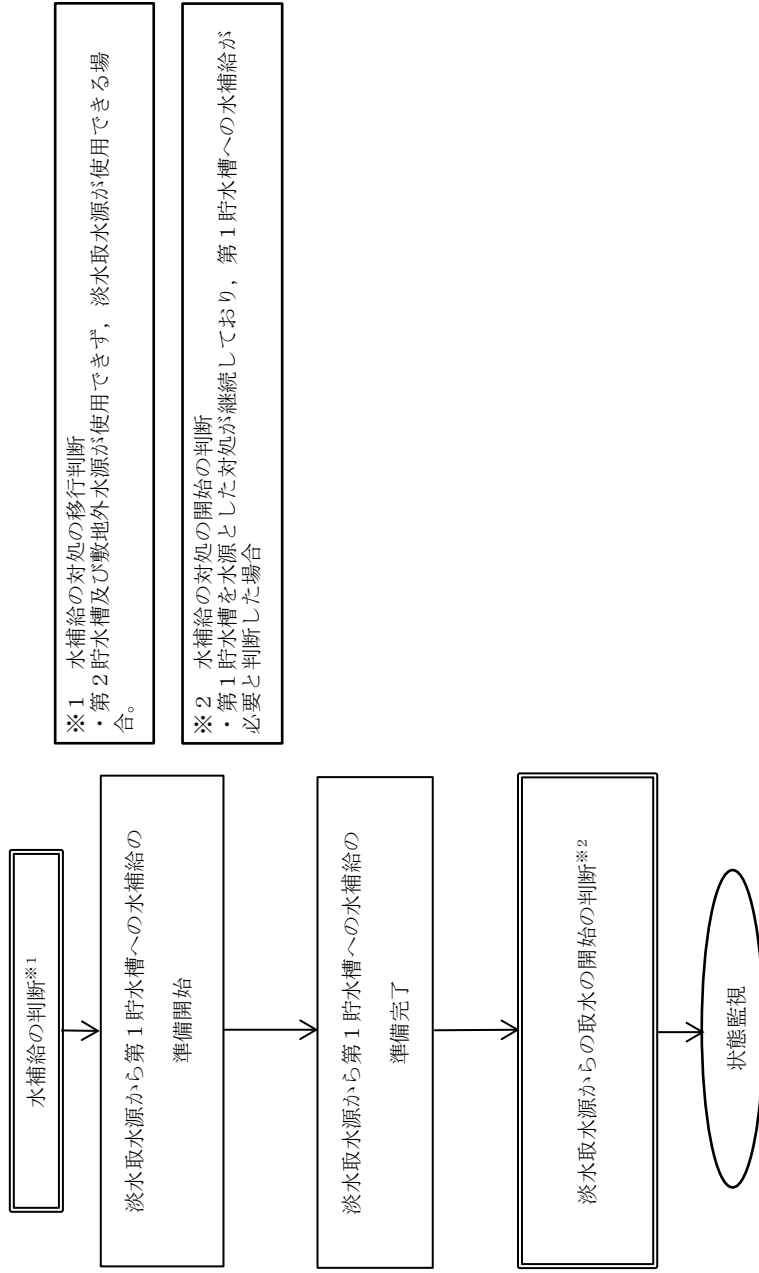 水補給の判断※1
淡水取水源から第１貯水槽への水補給の
準備開始
淡水取水源から第１貯水槽への水補給の
準備完了
淡水取水源からの取水の開始の判断※2
状態監視
※１　水補給の対処の移行判断
・第２貯水槽及び敷地外水源が使用できず，淡水取水源が使用できる場
合。
※２　水補給の対処の開始の判断
・第１貯水槽を水源とした対処が継続しており，第１貯水槽への水補給が
必要と判断した場合